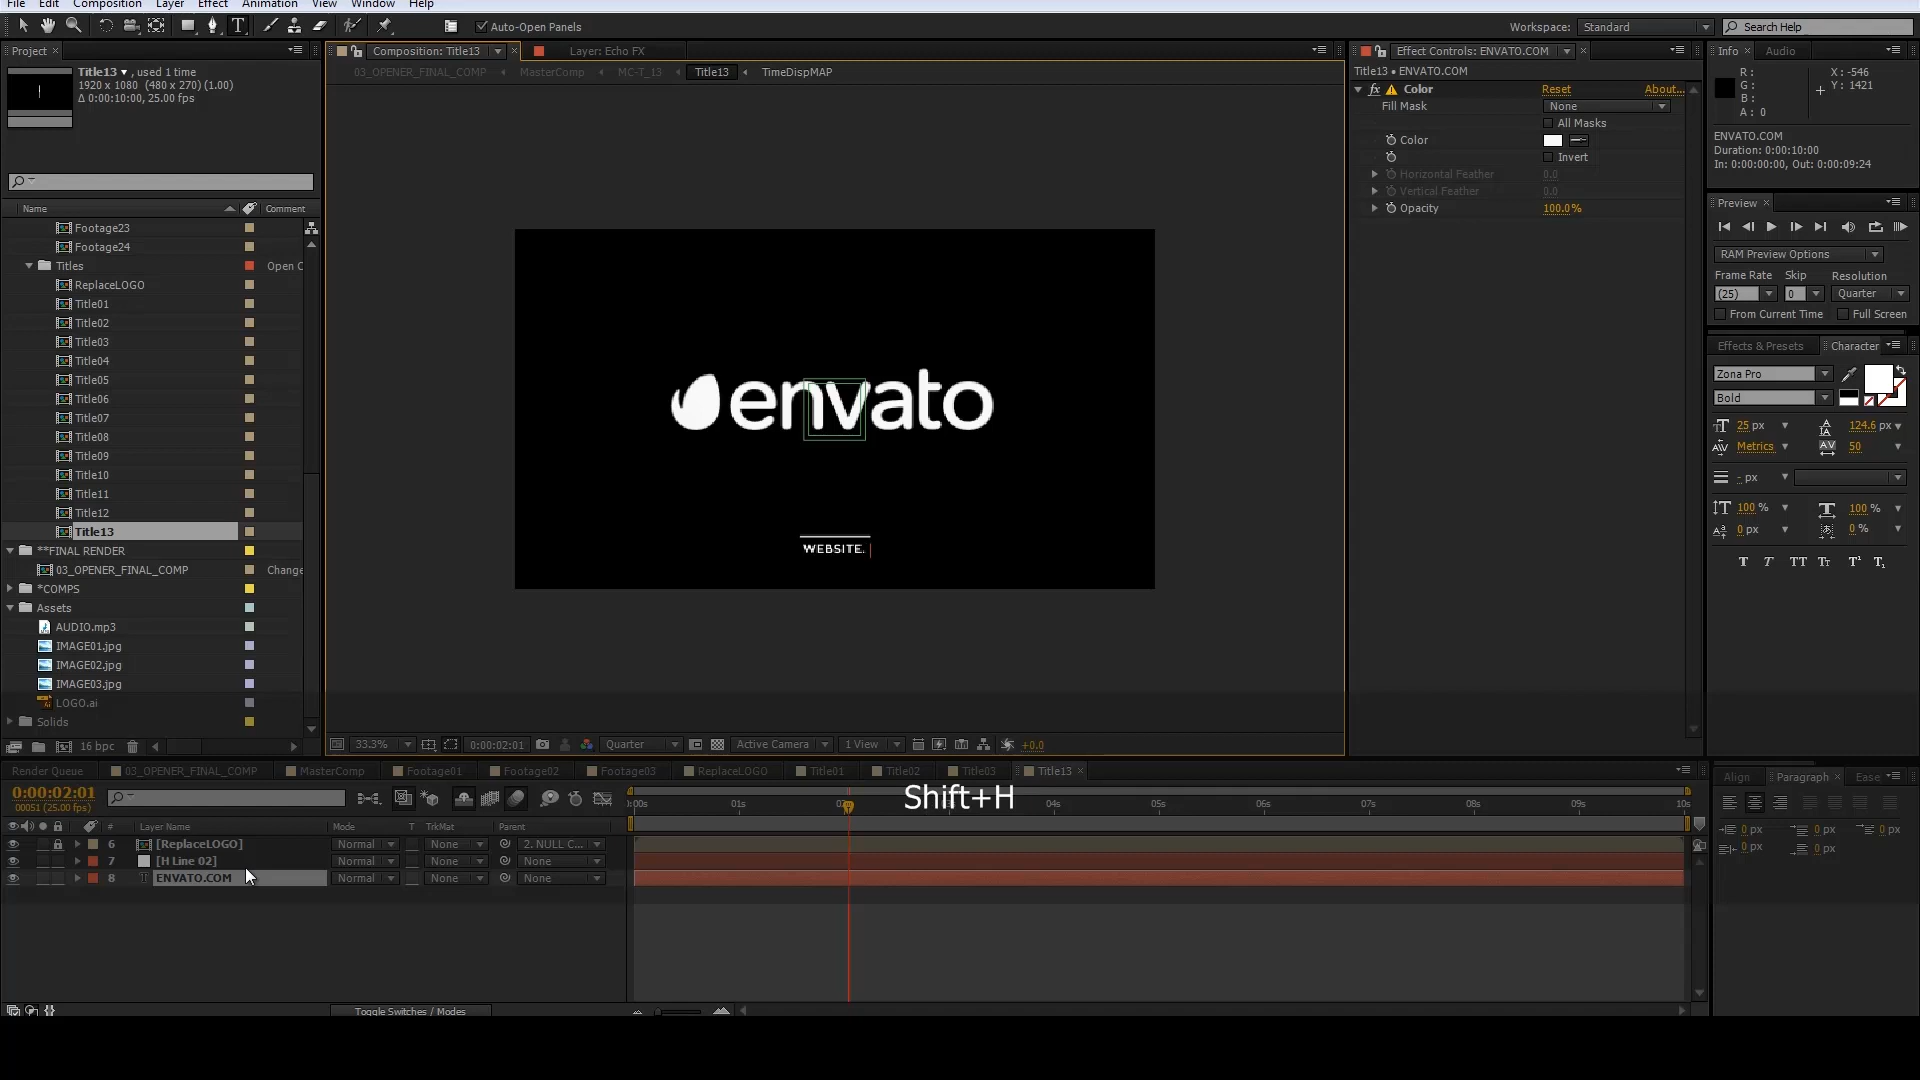 File Edit Composition Layer Effect Animation View Window Help
Auto-Open Panels
Workspace: Standard
Search Help
Project
Composition: Title13
Layer: Echo FX
Effect Controls: ENVATO.COM
Info Audio
Title13 , used 1 time
1920 x 1080 (480 x 270) (1.00)
Δ 0:00:10:00, 25.00 fps
03_OPENER_FINAL_COMP MasterComp MC-T_13 Title13 TimeDispMAP
Title13 • ENVATO.COM
fx Color Reset About...
Fill Mask None
All Masks
Color
Invert
Horizontal Feather 0.0
Vertical Feather 0.0
Opacity 100.0%
R: X: -546
G: Y: 1421
B:
A: 0
ENVATO.COM
Duration: 0:00:10:00
In: 0:00:00:00, Out: 0:00:09:24
Preview
RAM Preview Options
Frame Rate Skip Resolution
(25) 0 Quarter
From Current Time Full Screen
Effects & Presets Character
Zona Pro
Bold
25 px 124.6 px
Metrics 50
- px
100 % 100 %
0 px 0 %
T T TT Tr T¹ T₁
Name Comment
Footage23
Footage24
Titles Open C
ReplaceLOGO
Title01
Title02
Title03
Title04
Title05
Title06
Title07
Title08
Title09
Title10
Title11
Title12
Title13
**FINAL RENDER
03_OPENER_FINAL_COMP Change
*COMPS
Assets
AUDIO.mp3
IMAGE01.jpg
IMAGE02.jpg
IMAGE03.jpg
LOGO.ai
Solids
16 bpc
envato
WEBSITE.
33.3% 0:00:02:01 Quarter Active Camera 1 View +0.0
Render Queue 03_OPENER_FINAL_COMP MasterComp Footage01 Footage02 Footage03 ReplaceLOGO Title01 Title02 Title03 Title13
Align Paragraph Ease
0:00:02:01
00051 (25.00 fps)
Shift+H
:00s 01s 02s 04s 05s 06s 07s 08s 09s 10s
# Layer Name Mode T TrkMat Parent
6 [ReplaceLOGO] Normal None 2. NULL C...
7 [H Line 02] Normal None None
8 ENVATO.COM Normal None None
0 px 0 px 0 px
0 px 0 px
Toggle Switches / Modes